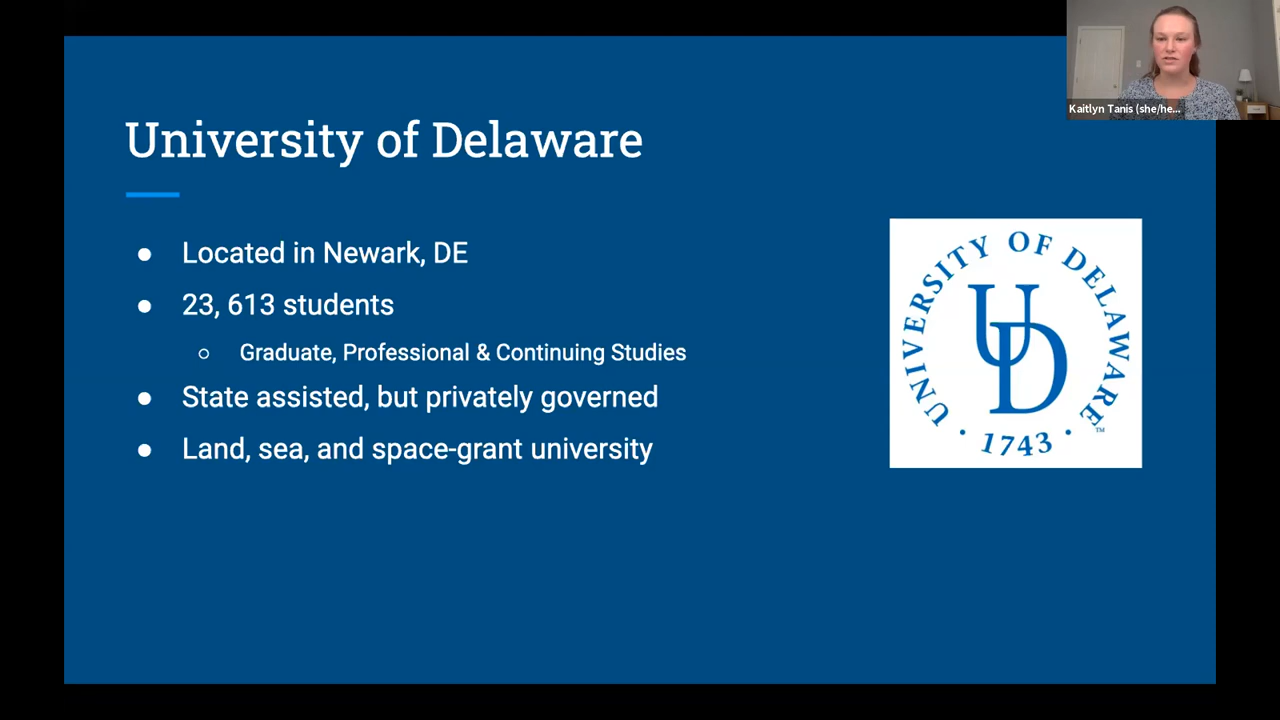 Kaitlyn Tanis (she/he...
University of Delaware
● Located in Newark, DE
● 23, 613 students
○ Graduate, Professional & Continuing Studies
● State assisted, but privately governed
● Land, sea, and space-grant university
UNIVERSITY OF DELAWARE
UD
· 1743 ·
TM